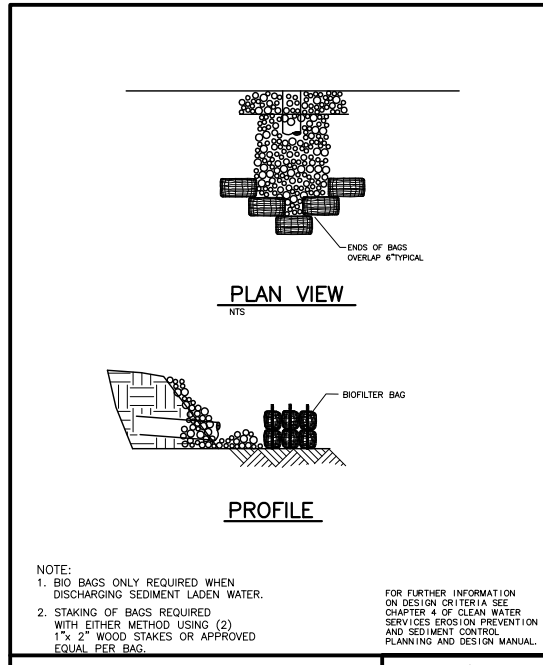 ENDS OF BAGS
OVERLAP 6"TYPICAL
PLAN VIEW
NTS
BIOFILTER BAG
PROFILE
NOTE:
1. BIO BAGS ONLY REQUIRED WHEN
DISCHARGING SEDIMENT LADEN WATER.
2. STAKING OF BAGS REQUIRED
WITH EITHER METHOD USING (2)
1"x 2" WOOD STAKES OR APPROVED
EQUAL PER BAG.
FOR FURTHER INFORMATION
ON DESIGN CRITERIA SEE
CHAPTER 4 OF CLEAN WATER
SERVICES EROSION PREVENTION
AND SEDIMENT CONTROL
PLANNING AND DESIGN MANUAL.